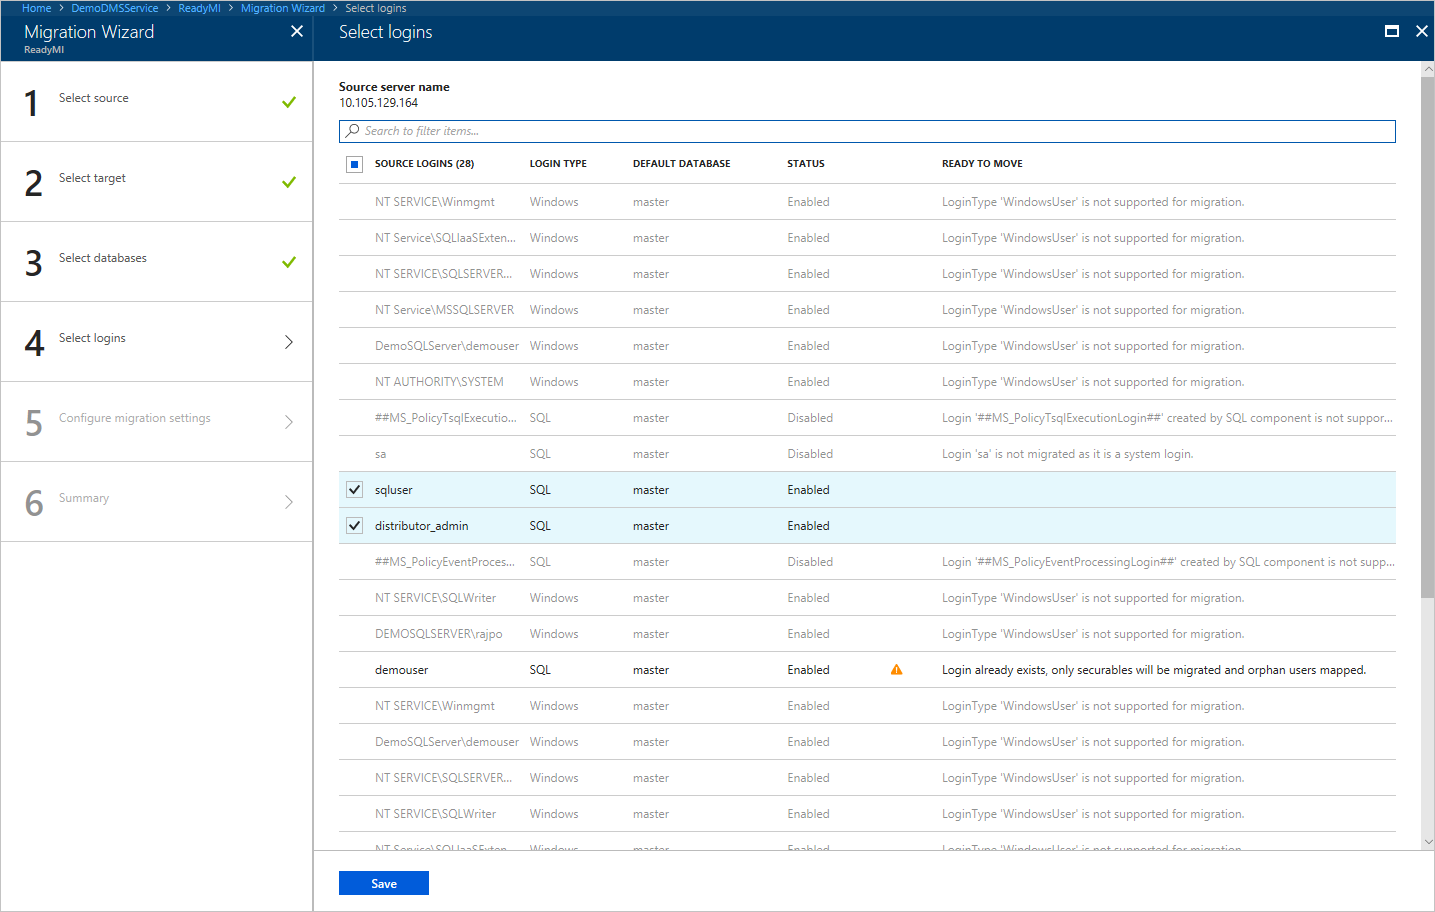 Home > DemoDMSService > ReadyMI > Migration Wizard > Select logins
Migration Wizard
ReadyMI
Select logins
1 Select source
2 Select target
3 Select databases
4 Select logins
5 Configure migration settings
6 Summary
Source server name
10.105.129.164
Search to filter items...
SOURCE LOGINS (28) LOGIN TYPE DEFAULT DATABASE STATUS READY TO MOVE
NT SERVICE\Winmgmt Windows master Enabled LoginType 'WindowsUser' is not supported for migration.
NT Service\SQLIaaSExten... Windows master Enabled LoginType 'WindowsUser' is not supported for migration.
NT SERVICE\SQLSERVER... Windows master Enabled LoginType 'WindowsUser' is not supported for migration.
NT Service\MSSQLSERVER Windows master Enabled LoginType 'WindowsUser' is not supported for migration.
DemoSQLServer\demouser Windows master Enabled LoginType 'WindowsUser' is not supported for migration.
NT AUTHORITY\SYSTEM Windows master Enabled LoginType 'WindowsUser' is not supported for migration.
##MS_PolicyTsqlExecutio... SQL master Disabled Login '##MS_PolicyTsqlExecutionLogin##' created by SQL component is not suppor...
sa SQL master Disabled Login 'sa' is not migrated as it is a system login.
sqluser SQL master Enabled
distributor_admin SQL master Enabled
##MS_PolicyEventProces... SQL master Disabled Login '##MS_PolicyEventProcessingLogin##' created by SQL component is not supp...
NT SERVICE\SQLWriter Windows master Enabled LoginType 'WindowsUser' is not supported for migration.
DEMOSQLSERVER\rajpo Windows master Enabled LoginType 'WindowsUser' is not supported for migration.
demouser SQL master Enabled Login already exists, only securables will be migrated and orphan users mapped.
NT SERVICE\Winmgmt Windows master Enabled LoginType 'WindowsUser' is not supported for migration.
DemoSQLServer\demouser Windows master Enabled LoginType 'WindowsUser' is not supported for migration.
NT SERVICE\SQLSERVER... Windows master Enabled LoginType 'WindowsUser' is not supported for migration.
NT SERVICE\SQLWriter Windows master Enabled LoginType 'WindowsUser' is not supported for migration.
NT Service\SQLIaaSExten... Windows master Enabled LoginType 'WindowsUser' is not supported for migration.
Save